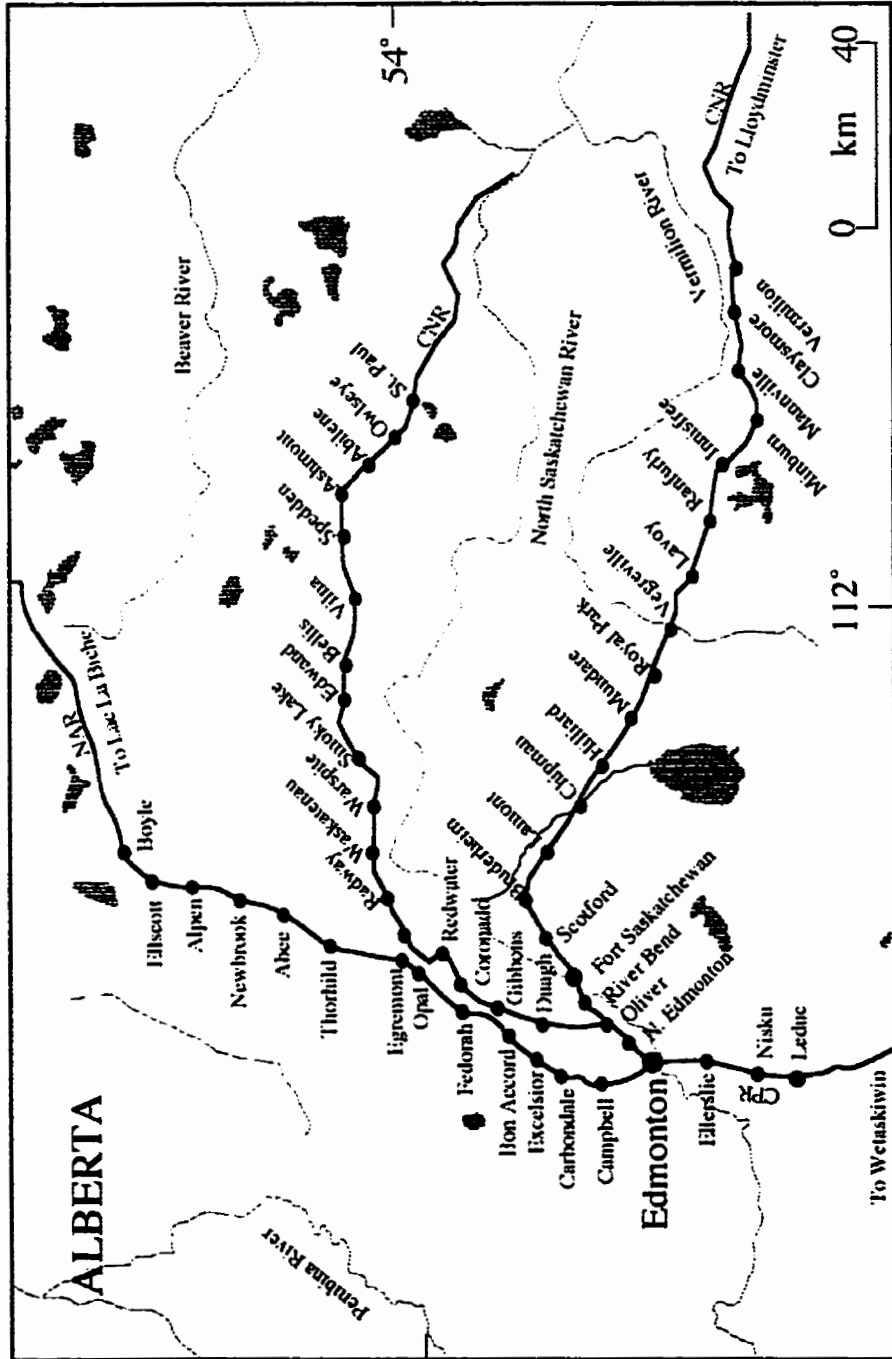 ALBERTA
Pembina River
Beaver River
54°
NAR
To Lac La Biche
Boyle
Ellscott
Alpen
Newbrook
Abee
Thorhild
Egremont
Opal
Fedorah
Bon Accord
Excelsior
Carbondale
Campbell
Edmonton
Radway
Waskatenau
Warspite
Smoky Lake
Edwand
Bellis
Vilna
Spedden
Ashmont
Abilene
Owlseye
St. Paul
CNR
Redwater
Coronado
Gibbons
Duagh
North Saskatchewan River
Vermilion River
N. Edmonton
Oliver
River Bend
Fort Saskatchewan
Scotford
Bruderheim
amont
Chipman
Hilliard
Mundare
Royal Park
Vegreville
Lavoy
Ranfurly
Innisfree
Minburn
Mannville
Claysmore
Vermilion
CNR
To Lloydminster
Ellerslie
Nisku
CPR
Leduc
To Wetaskiwin
112°
0 km 40